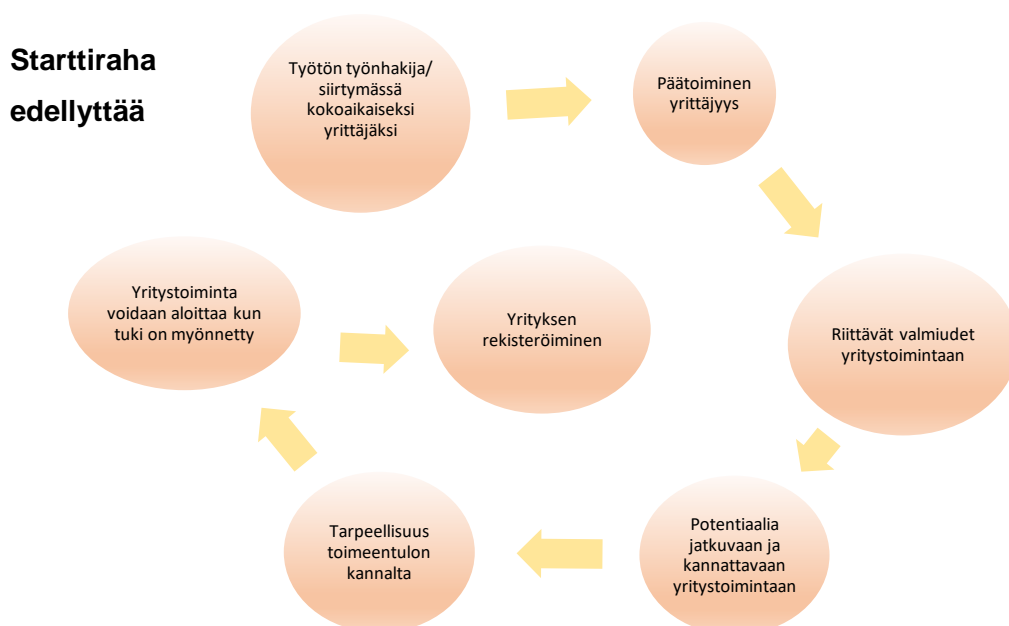 Starttiraha
edellyttää
Työtön työnhakija/
siirtymässä
kokoaikaiseksi
yrittäjäksi
Päätoiminen
yrittäjyys
Riittävät valmiudet
yritystoimintaan
Potentiaalia
jatkuvaan ja
kannattavaan
yritystoimintaan
Tarpeellisuus
toimeentulon
kannalta
Yritystoiminta
voidaan aloittaa kun
tuki on myönnetty
Yrityksen
rekisteröiminen